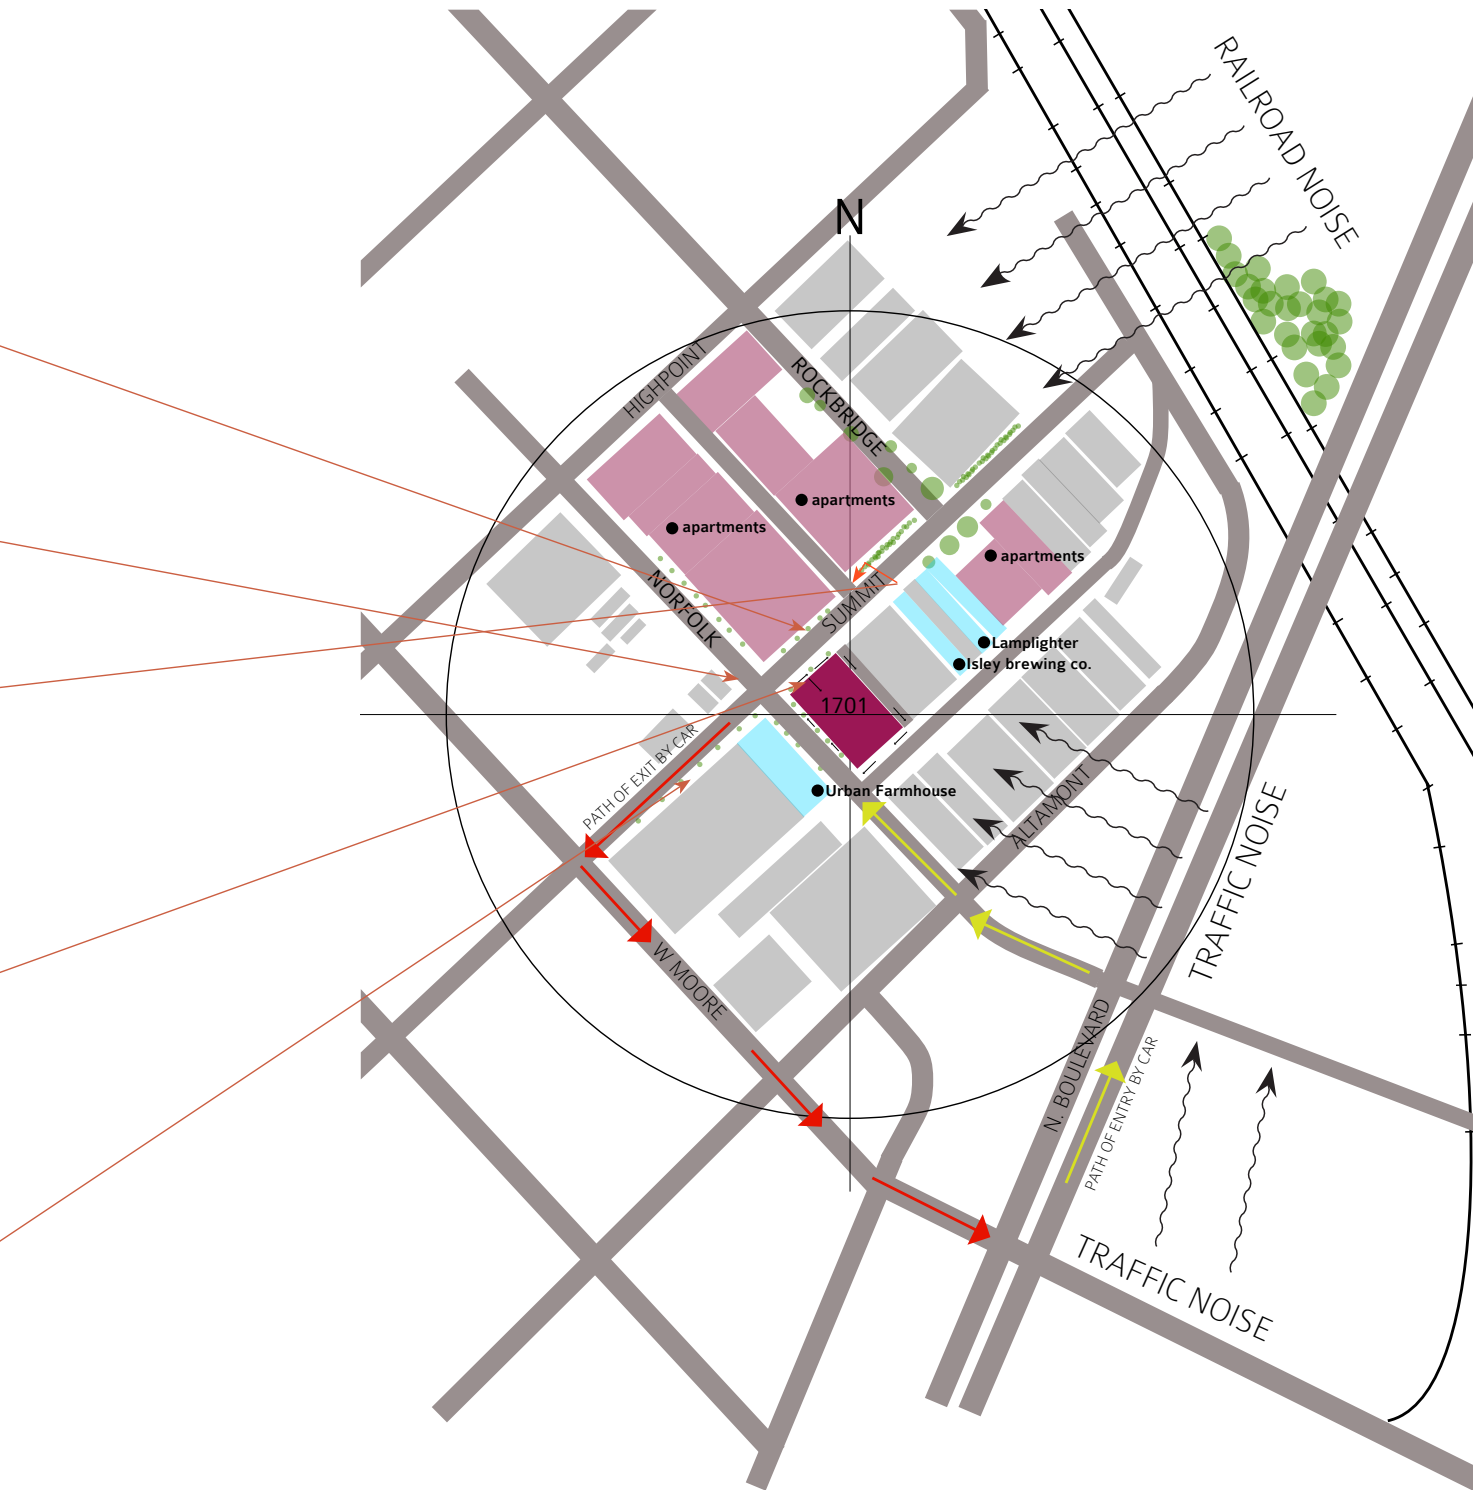 RAILROAD NOISE
N
HIGHPOINT
ROCKBRIDGE
apartments
apartments
apartments
NORFOLK
SUMMIT
Lamplighter
Isley brewing co.
1701
PATH OF EXIT BY CAR
Urban Farmhouse
ALTAMONT
TRAFFIC NOISE
W MOORE
N. BOULEVARD
PATH OF ENTRY BY CAR
TRAFFIC NOISE